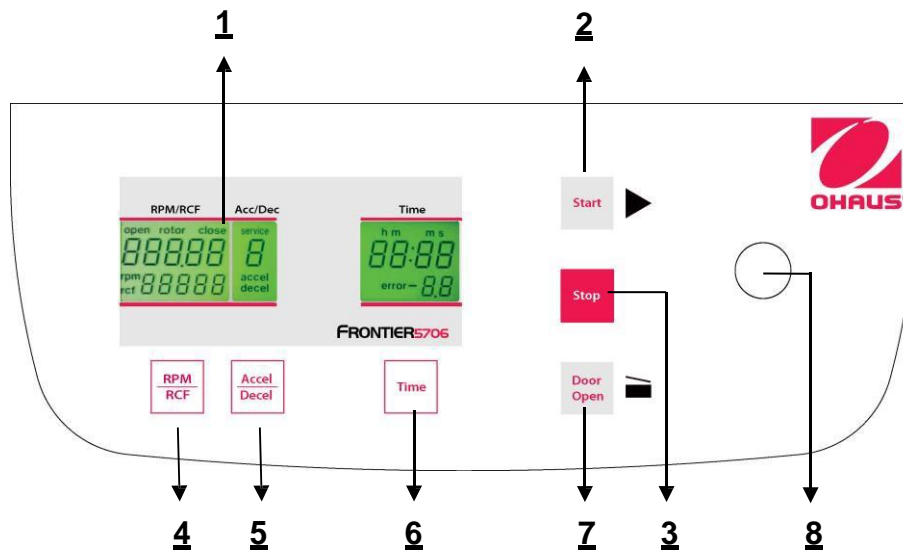 1 2
OHAUS
RPM/RCF Acc/Dec Time
Start
open rotor close service h m m s
88888 8 88:88
rpm rcf 88888 accel decel error- 8.8
Stop
FRONTIER5706
RPM
RCF
Accel
Decel
Time
Door
Open
4 5 6 7 3 8